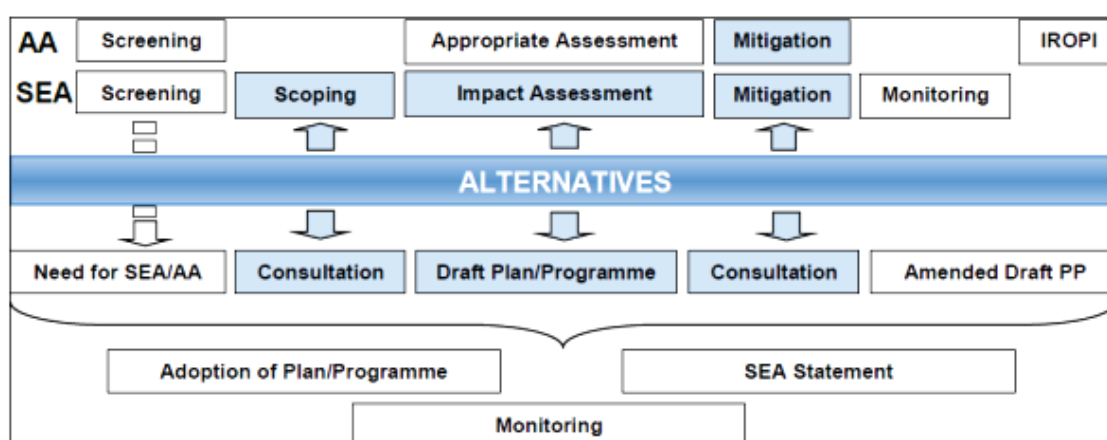 AA Screening Appropriate Assessment Mitigation IROPI
SEA Screening Scoping Impact Assessment Mitigation Monitoring
ALTERNATIVES
Need for SEA/AA Consultation Draft Plan/Programme Consultation Amended Draft PP
Adoption of Plan/Programme SEA Statement
Monitoring